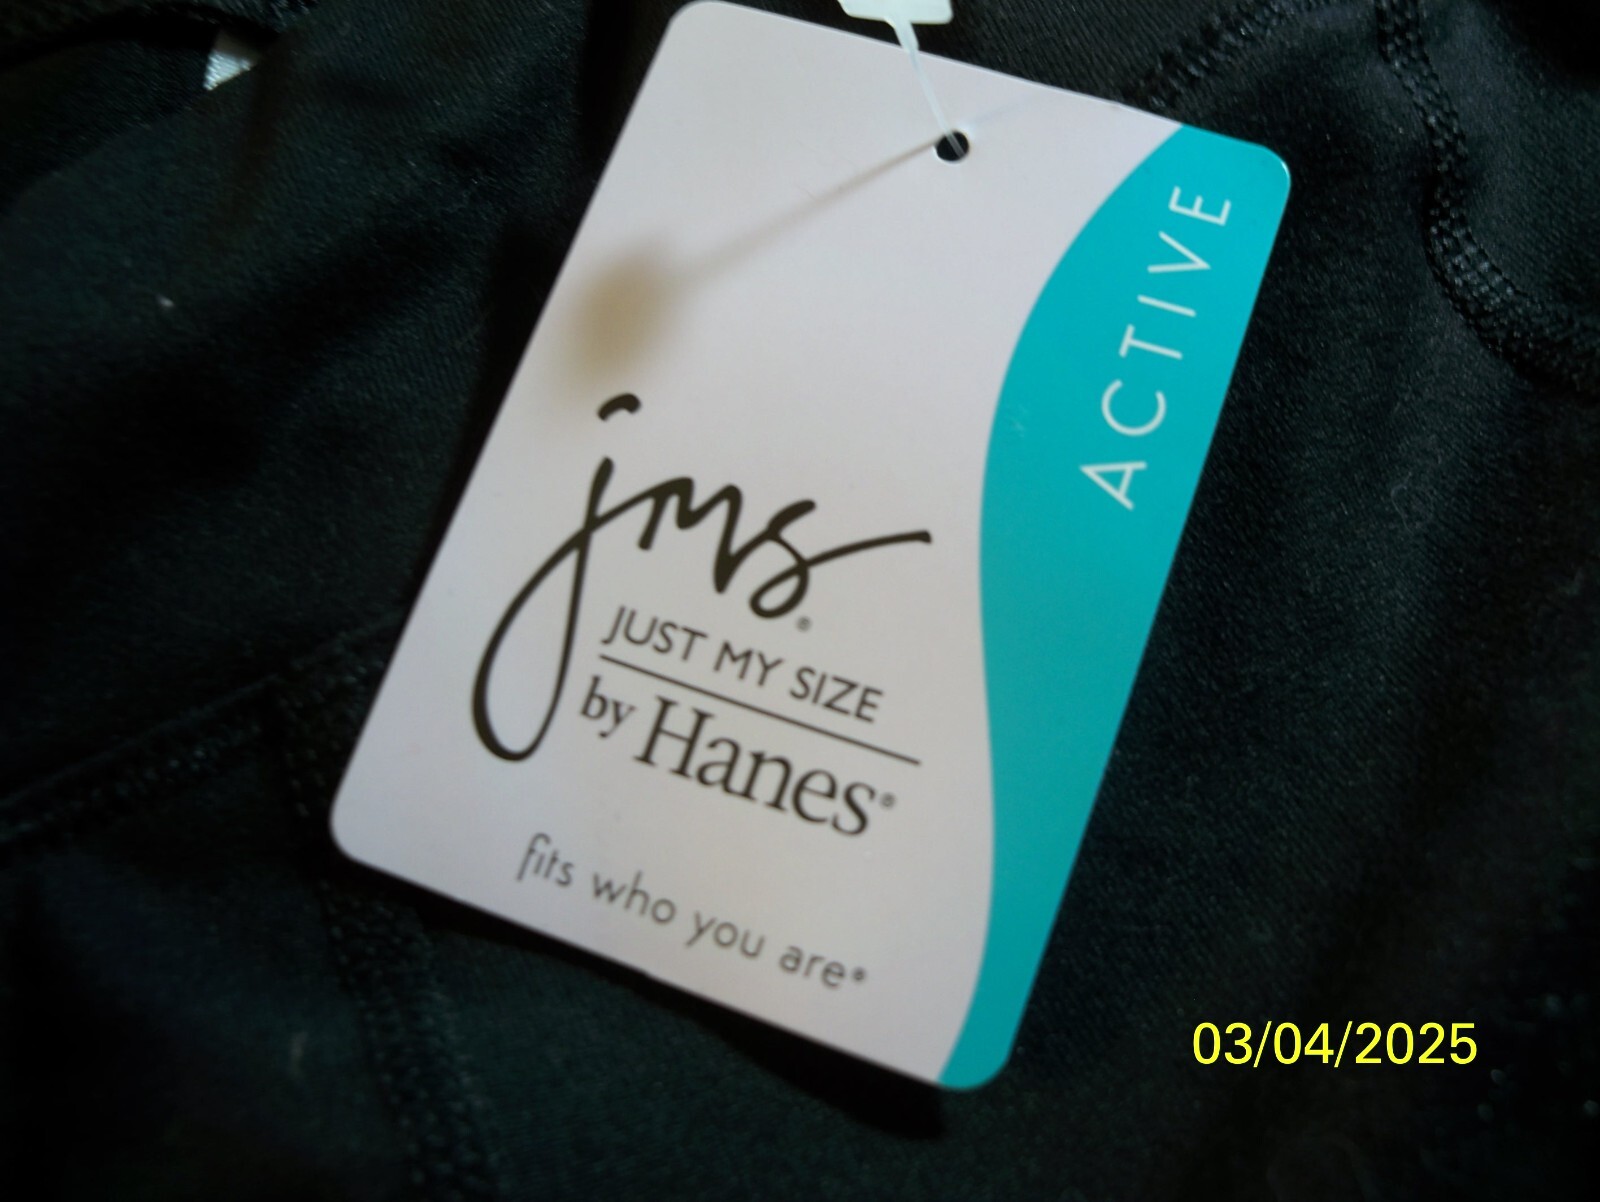 ACTIVE
jms®
JUST MY SIZE
by Hanes®
fits who you are®
03/04/2025